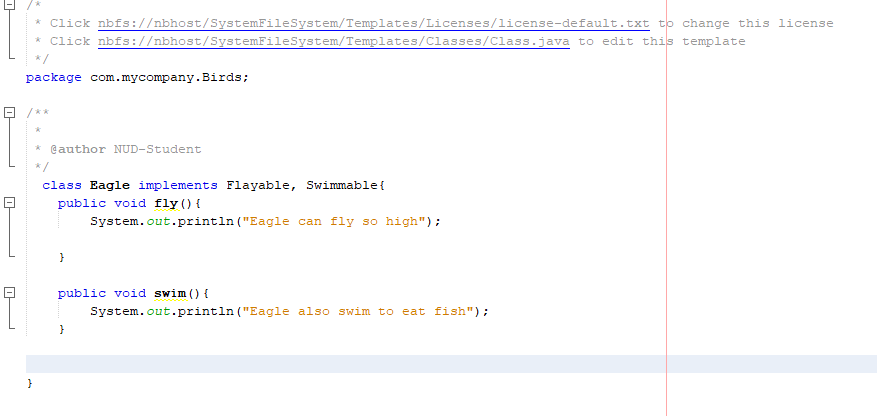 /*
 * Click nbfs://nbhost/SystemFileSystem/Templates/Licenses/license-default.txt to change this license
 * Click nbfs://nbhost/SystemFileSystem/Templates/Classes/Class.java to edit this template
 */
package com.mycompany.Birds;
/**
 *
 * @author NUD-Student
 */
class Eagle implements Flayable, Swimmable{
public void fly(){
System.out.println("Eagle can fly so high");
}
public void swim(){
System.out.println("Eagle also swim to eat fish");
}
}